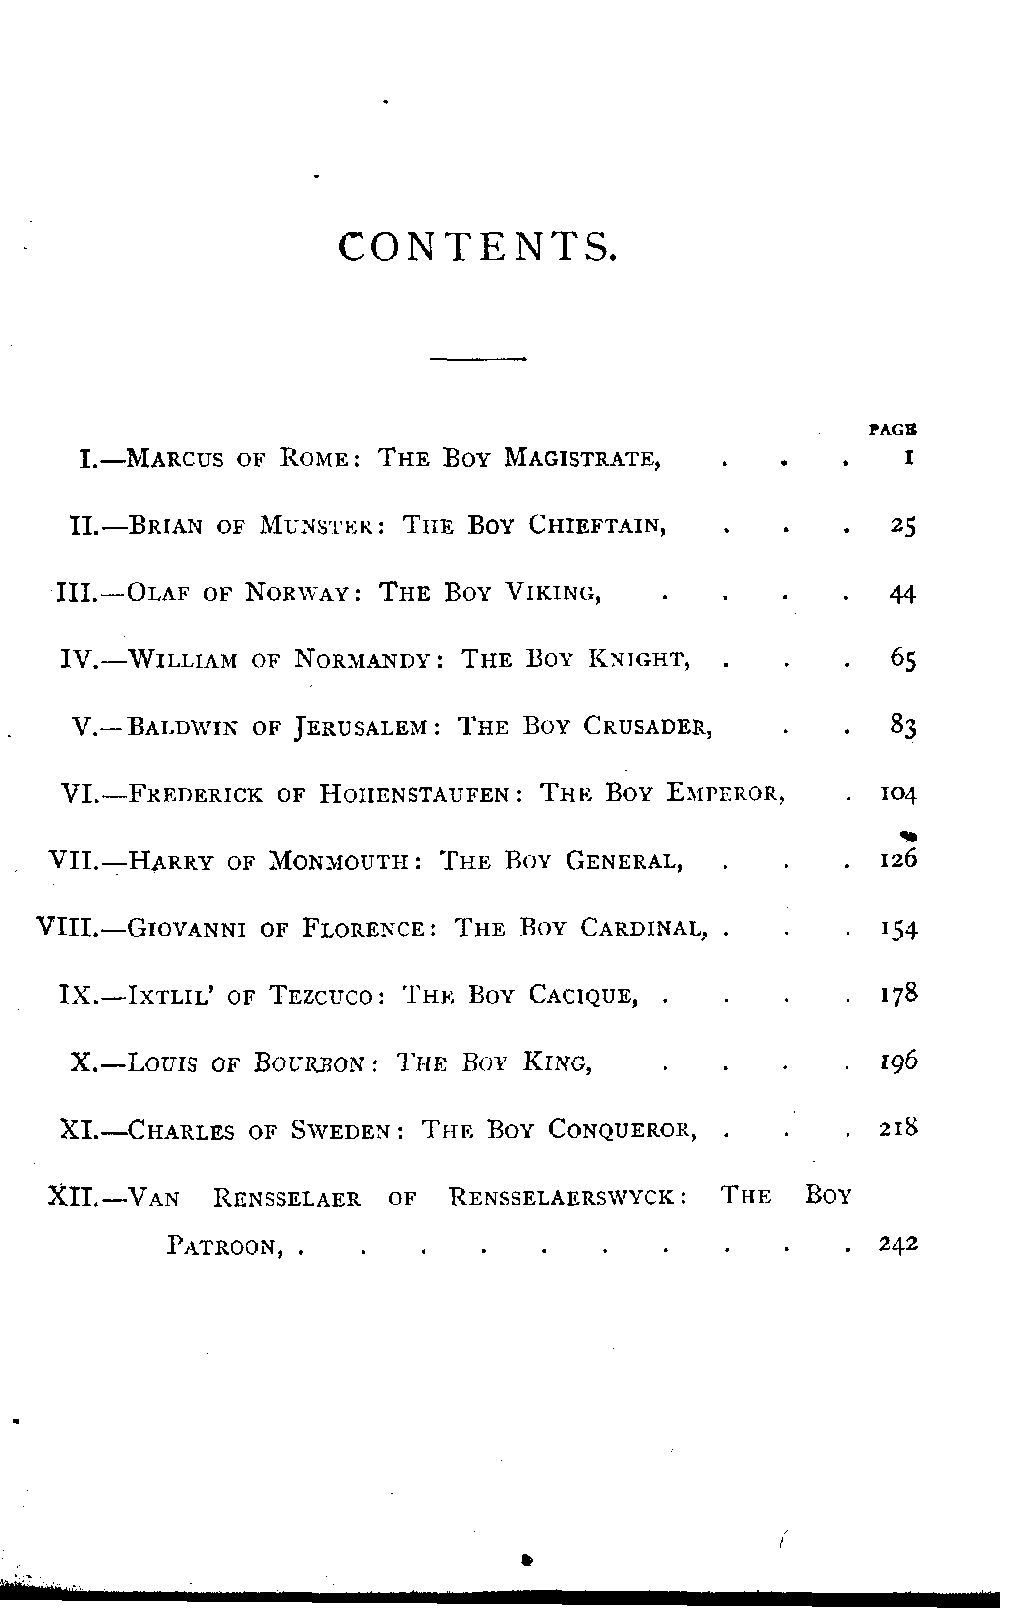 CONTENTS.
PAGE
I.—MARCUS OF ROME: THE BOY MAGISTRATE, . . . 1
II.—BRIAN OF MUNSTER: THE BOY CHIEFTAIN, . . . 25
III.—OLAF OF NORWAY: THE BOY VIKING, . . . . 44
IV.—WILLIAM OF NORMANDY: THE BOY KNIGHT, . . . 65
V.—BALDWIN OF JERUSALEM: THE BOY CRUSADER, . . 83
VI.—FREDERICK OF HOHENSTAUFEN: THE BOY EMPEROR, . 104
VII.—HARRY OF MONMOUTH: THE BOY GENERAL, . . . 126
VIII.—GIOVANNI OF FLORENCE: THE BOY CARDINAL, . . . 154
IX.—IXTLIL' OF TEZCUCO: THE BOY CACIQUE, . . . . 178
X.—LOUIS OF BOURBON: THE BOY KING, . . . . 196
XI.—CHARLES OF SWEDEN: THE BOY CONQUEROR, . . . 218
XII.—VAN RENSSELAER OF RENSSELAERSWYCK: THE BOY
PATROON, . . . . . . . . . . 242